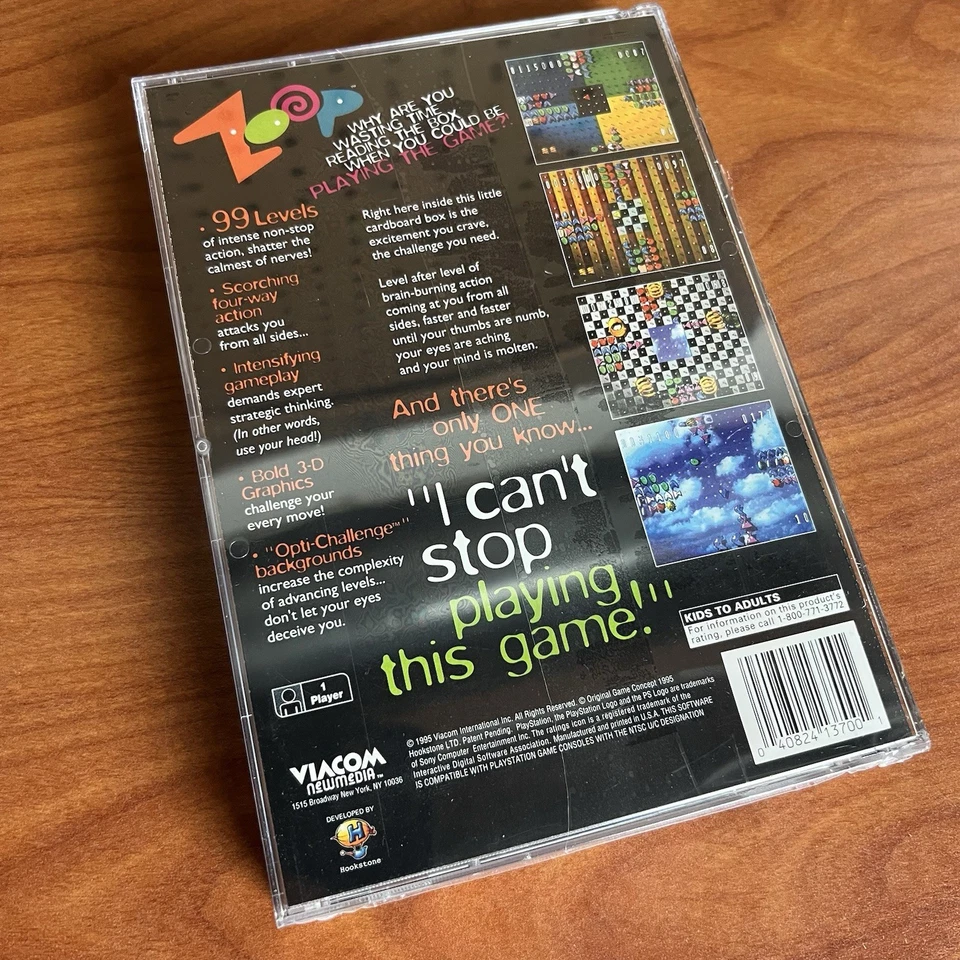 ZOOP™
WHY ARE YOU
WASTING TIME
READING THE BOX
WHEN YOU COULD BE
PLAYING THE GAME?!
• 99 Levels
of intense non-stop
action, shatter the
calmest of nerves!
• Scorching
four-way
action
attacks you
from all sides...
• Intensifying
gameplay
demands expert
strategic thinking.
(In other words,
use your head!)
• Bold 3-D
Graphics
challenge your
every move!
• "Opti-Challenge™"
backgrounds
increase the complexity
of advancing levels...
don't let your eyes
deceive you.
Right here inside this little
cardboard box is the
excitement you crave,
the challenge you need.
Level after level of
brain-burning action
coming at you from all
sides, faster and faster
until your thumbs are numb,
your eyes are aching
and your mind is molten.
And there's
only ONE
thing you know...
"I can't
stop
playing
this game!"
KIDS TO ADULTS
For information on this product's
rating, please call 1-800-771-3772
1
Player
VIACOM
newmedia™
1515 Broadway New York, NY 10036
© 1995 Viacom International Inc. All Rights Reserved. © Original Game Concept 1995
Hookstone LTD. Patent Pending. PlayStation, the PlayStation Logo and the PS Logo are trademarks
of Sony Computer Entertainment Inc. The ratings icon is a registered trademark of the
Interactive Digital Software Association. Manufactured and printed in U.S.A. THIS SOFTWARE
IS COMPATIBLE WITH PLAYSTATION GAME CONSOLES WITH THE NTSC U/C DESIGNATION
0 40824 13700 1
DEVELOPED BY
H
Hookstone